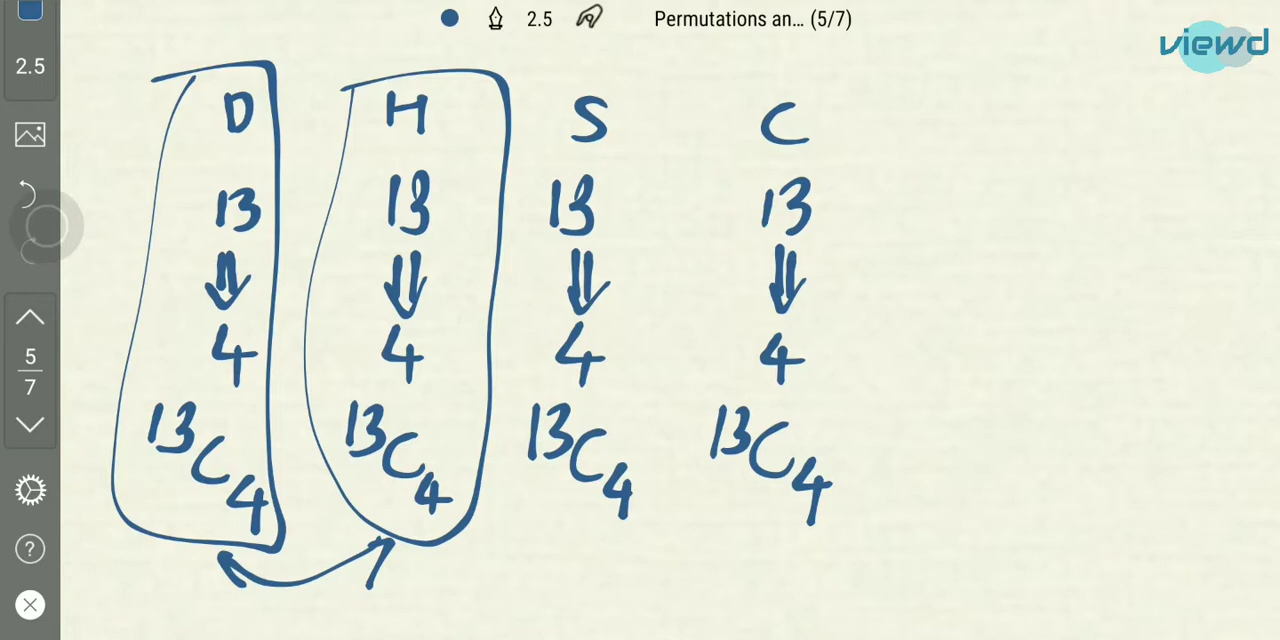 2.5 Permutations an... (5/7)
viewd
2.5
5
7
?
D H S C
13 13 13 13
4 4 4 4
¹³C₄ ¹³C₄ ¹³C₄ ¹³C₄